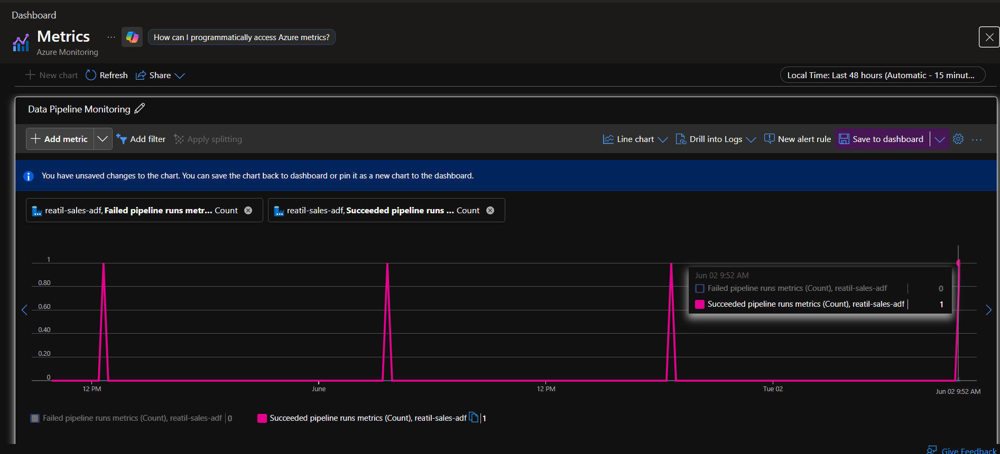 Dashboard
Metrics
...
How can I programmatically access Azure metrics?
Azure Monitoring
New chart
Refresh
Share
Local Time: Last 48 hours (Automatic - 15 minut...
Data Pipeline Monitoring
Add metric
Add filter
Apply splitting
Line chart
Drill into Logs
New alert rule
Save to dashboard
...
You have unsaved changes to the chart. You can save the chart back to dashboard or pin it as a new chart to the dashboard.
reatil-sales-adf, Failed pipeline runs metr... Count
reatil-sales-adf, Succeeded pipeline runs ... Count
1
0.80
0.60
0.40
0.20
0
Jun 02 9:52 AM
Failed pipeline runs metrics (Count), reatil-sales-adf | 0
Succeeded pipeline runs metrics (Count), reatil-sales-adf | 1
12 PM
June
12 PM
Tue 02
Jun 02 9:52 AM
Failed pipeline runs metrics (Count), reatil-sales-adf | 0
Succeeded pipeline runs metrics (Count), reatil-sales-adf | 1
Give Feedback